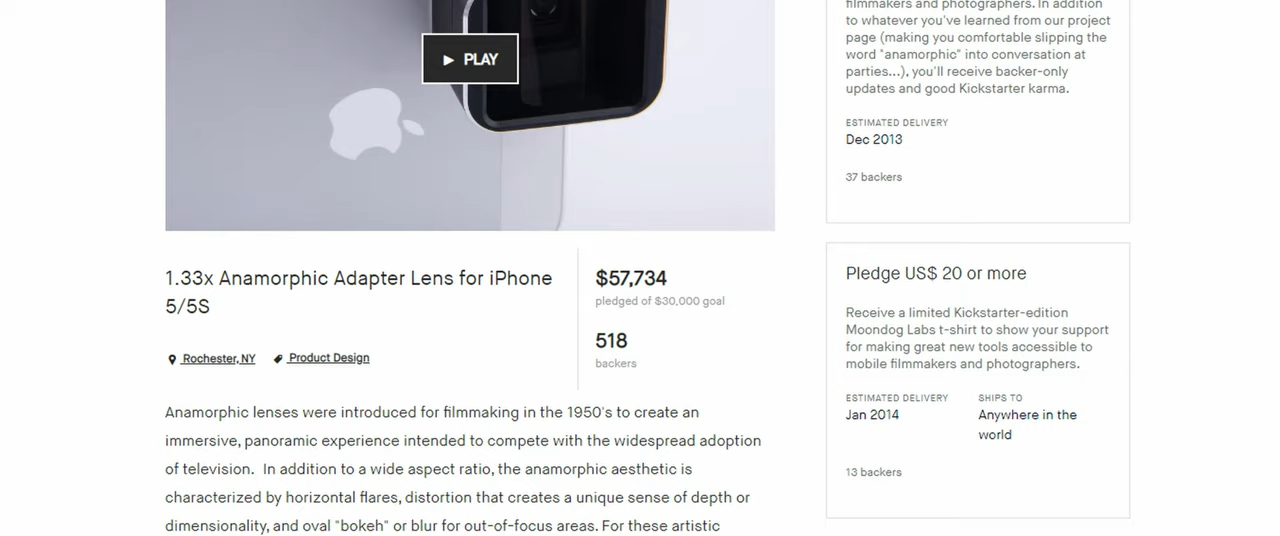 PLAY
1.33x Anamorphic Adapter Lens for iPhone
5/5S
Rochester, NY
Product Design
$57,734
pledged of $30,000 goal
518
backers
Anamorphic lenses were introduced for filmmaking in the 1950's to create an
immersive, panoramic experience intended to compete with the widespread adoption
of television. In addition to a wide aspect ratio, the anamorphic aesthetic is
characterized by horizontal flares, distortion that creates a unique sense of depth or
dimensionality, and oval "bokeh" or blur for out-of-focus areas. For these artistic
filmmakers and photographers. In addition
to whatever you've learned from our project
page (making you comfortable slipping the
word "anamorphic" into conversation at
parties...), you'll receive backer-only
updates and good Kickstarter karma.
ESTIMATED DELIVERY
Dec 2013
37 backers
Pledge US$ 20 or more
Receive a limited Kickstarter-edition
Moondog Labs t-shirt to show your support
for making great new tools accessible to
mobile filmmakers and photographers.
ESTIMATED DELIVERY
Jan 2014
SHIPS TO
Anywhere in the
world
13 backers